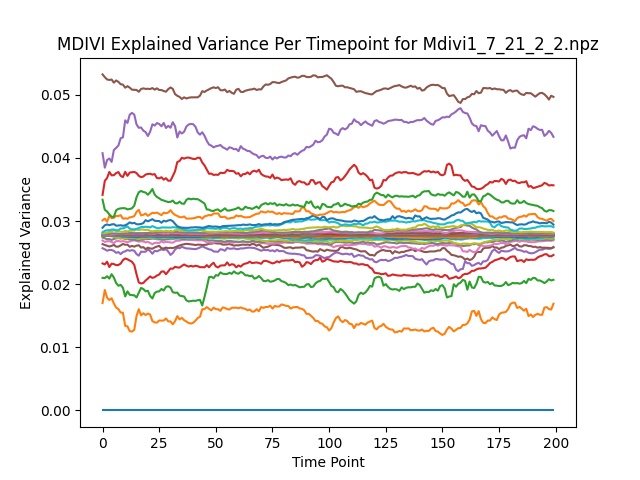 MDIVI Explained Variance Per Timepoint for Mdivi1_7_21_2_2.npz
0.05
0.04
0.03
0.02
0.01
0.00
Explained Variance
0 25 50 75 100 125 150 175 200
Time Point